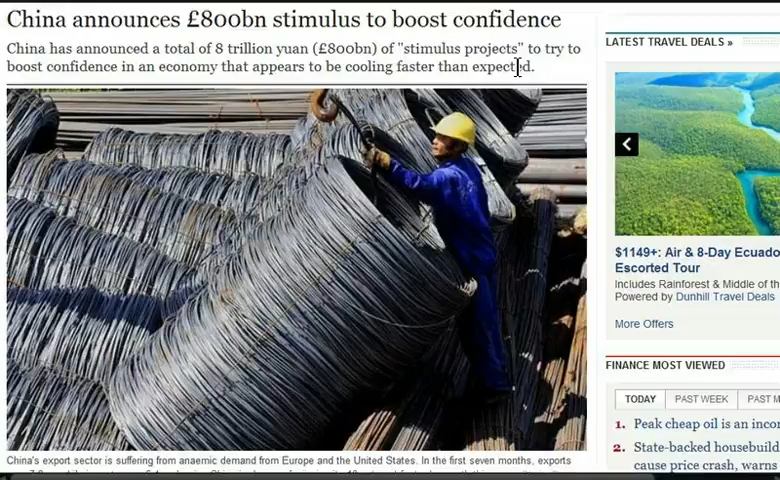 China announces £800bn stimulus to boost confidence
China has announced a total of 8 trillion yuan (£800bn) of "stimulus projects" to try to
boost confidence in an economy that appears to be cooling faster than expected.
China's export sector is suffering from anaemic demand from Europe and the United States. In the first seven months, exports
LATEST TRAVEL DEALS »
$1149+: Air & 8-Day Ecuado
Escorted Tour
Includes Rainforest & Middle of th
Powered by Dunhill Travel Deals
More Offers
FINANCE MOST VIEWED
TODAY PAST WEEK PAST M
1. Peak cheap oil is an incon
2. State-backed housebuild
cause price crash, warns